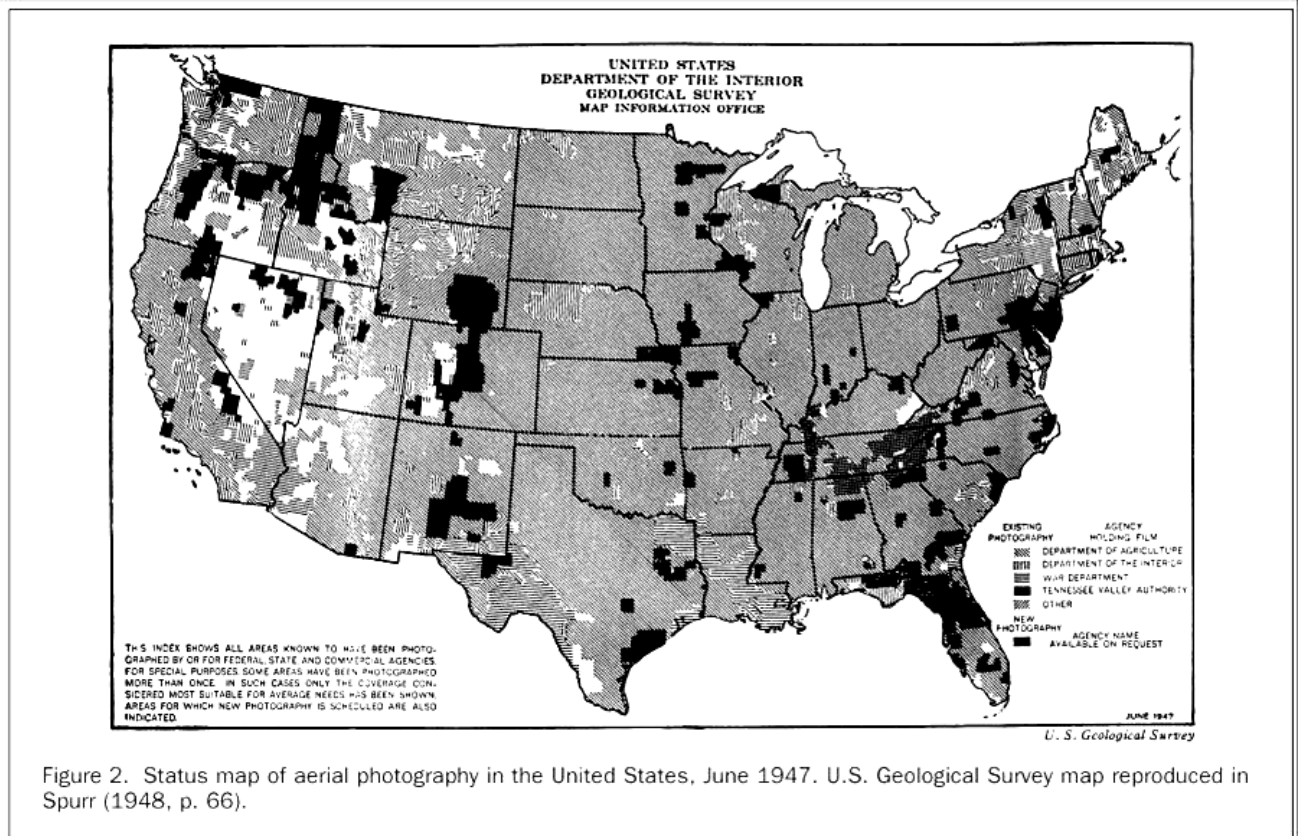 UNITED STATES
DEPARTMENT OF THE INTERIOR
GEOLOGICAL SURVEY
MAP INFORMATION OFFICE
EXISTING PHOTOGRAPHY
AGENCY HOLDING FILM
DEPARTMENT OF AGRICULTURE
DEPARTMENT OF THE INTERIOR
WAR DEPARTMENT
TENNESSEE VALLEY AUTHORITY
OTHER
NEW PHOTOGRAPHY
AGENCY NAME
AVAILABLE ON REQUEST
THIS INDEX SHOWS ALL AREAS KNOWN TO HAVE BEEN PHOTO-
GRAPHED BY OR FOR FEDERAL, STATE AND COMMERCIAL AGENCIES.
FOR SPECIAL PURPOSES SOME AREAS HAVE BEEN PHOTOGRAPHED
MORE THAN ONCE. IN SUCH CASES ONLY THE COVERAGE CON-
SIDERED MOST SUITABLE FOR AVERAGE NEEDS HAS BEEN SHOWN.
AREAS FOR WHICH NEW PHOTOGRAPHY IS SCHEDULED ARE ALSO
INDICATED.
JUNE 1947
U. S. Geological Survey
Figure 2. Status map of aerial photography in the United States, June 1947. U.S. Geological Survey map reproduced in
Spurr (1948, p. 66).